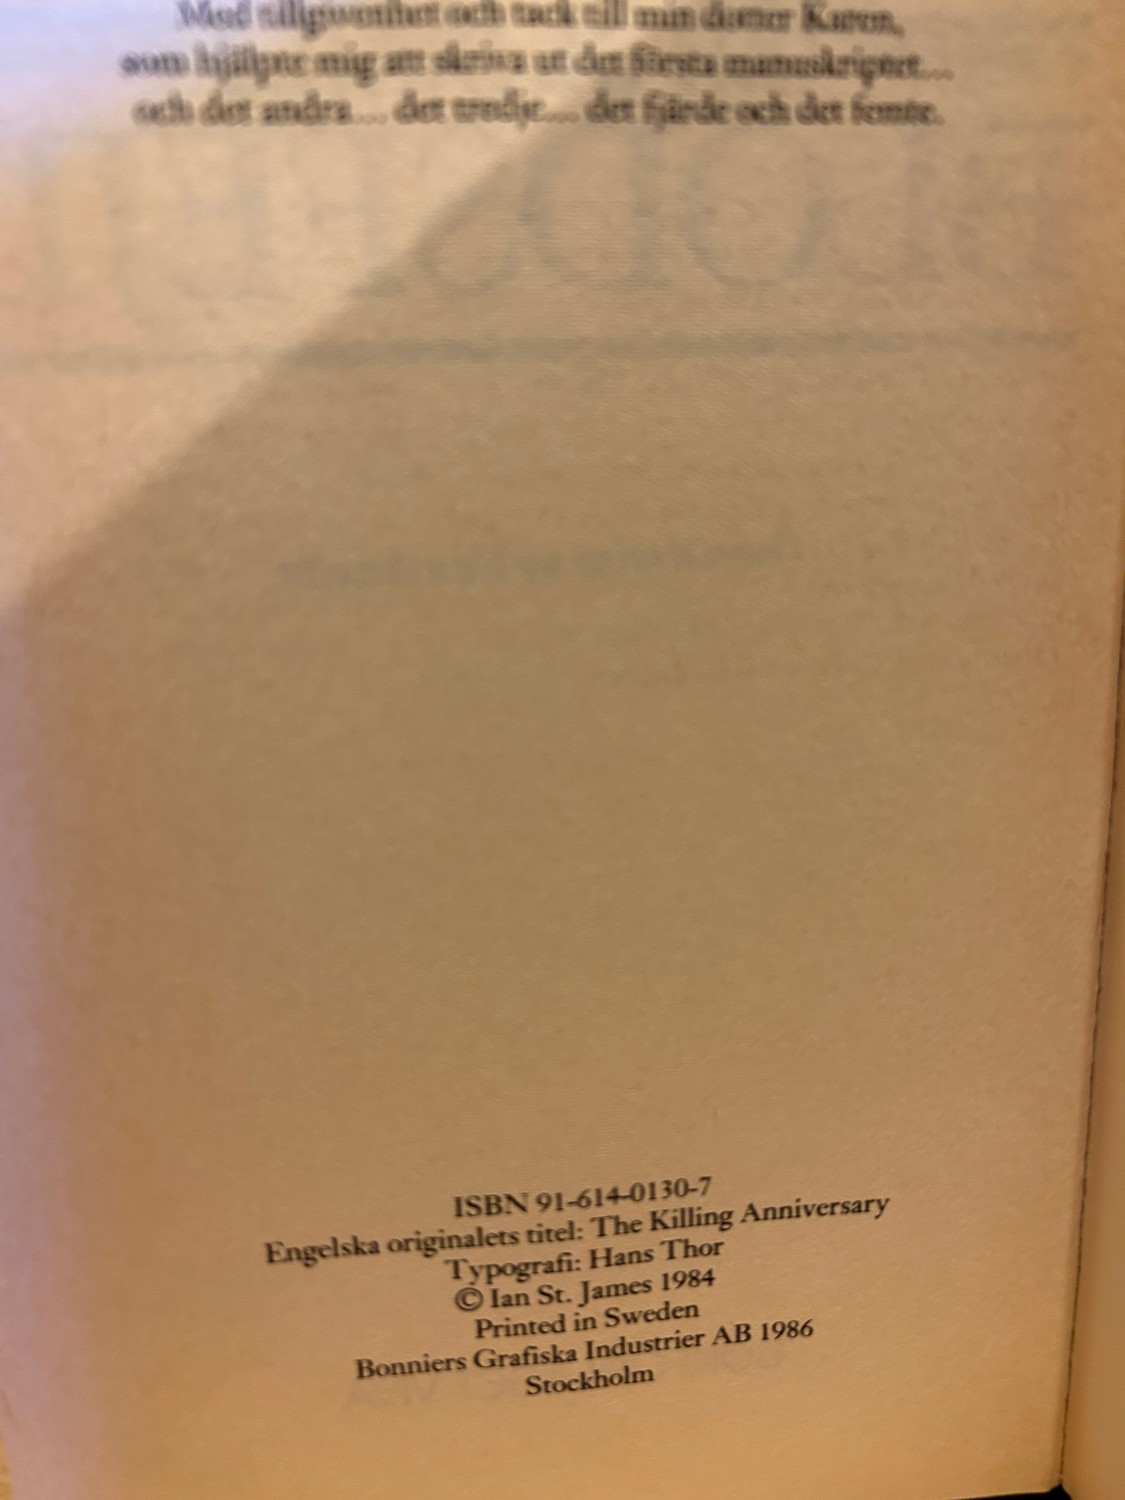 Med tillgivenhet och tack till min dotter Karen,
som hjälpte mig att skriva ut det första manuskriptet…
och det andra… det tredje… det fjärde och det femte.
ISBN 91-614-0130-7
Engelska originalets titel: The Killing Anniversary
Typografi: Hans Thor
© Ian St. James 1984
Printed in Sweden
Bonniers Grafiska Industrier AB 1986
Stockholm